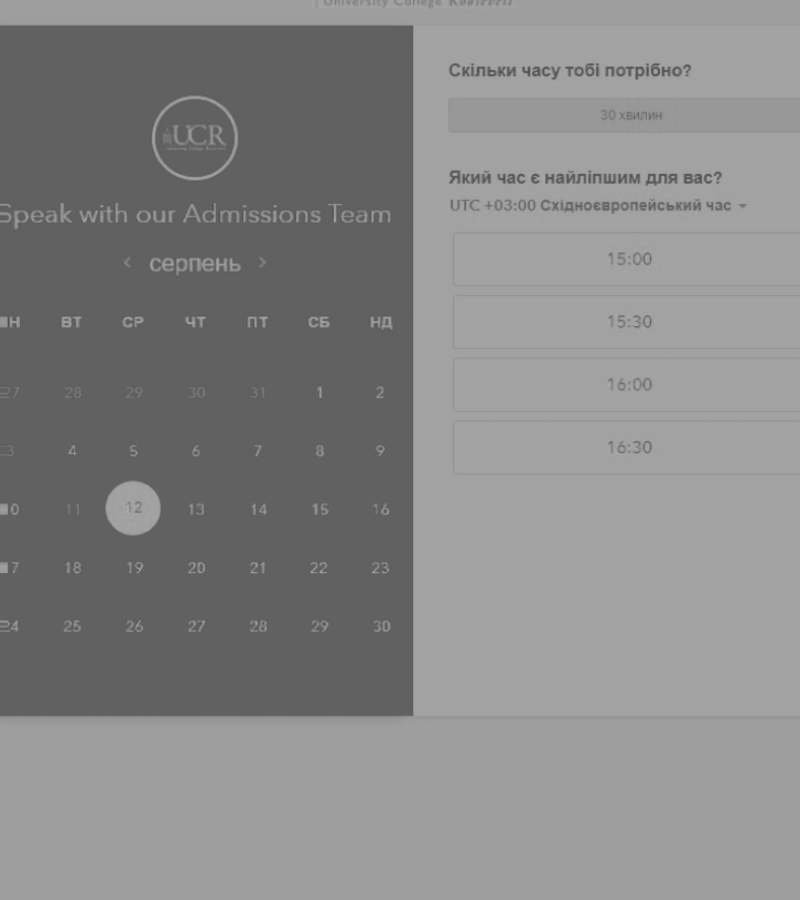 University College Roosevelt
UCR
Speak with our Admissions Team
‹ серпень ›
Н ВТ СР ЧТ ПТ СБ НД
27 28 29 30 31 1 2
3 4 5 6 7 8 9
0 11 12 13 14 15 16
7 18 19 20 21 22 23
24 25 26 27 28 29 30
Скільки часу тобі потрібно?
30 хвилин
Який час є найліпшим для вас?
UTC +03:00 Східноєвропейський час
15:00
15:30
16:00
16:30